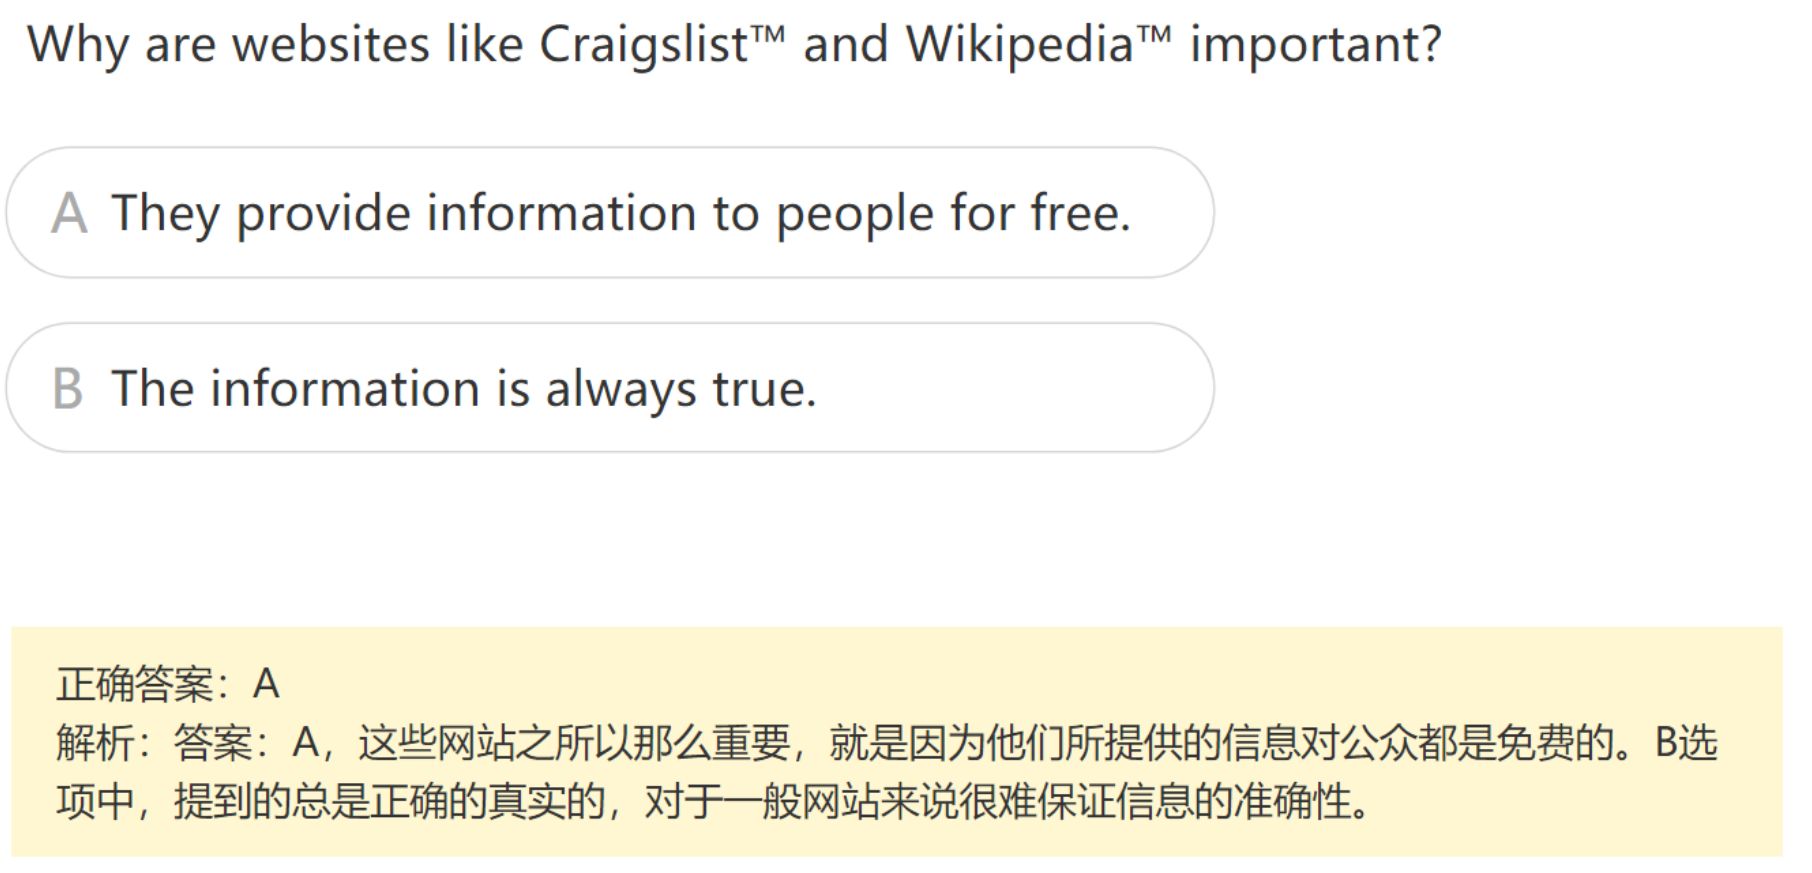 Why are websites like Craigslist™ and Wikipedia™ important?
A They provide information to people for free.
B The information is always true.
正确答案：A
解析：答案：A，这些网站之所以那么重要，就是因为他们所提供的信息对公众都是免费的。B选
项中，提到的总是正确的真实的，对于一般网站来说很难保证信息的准确性。